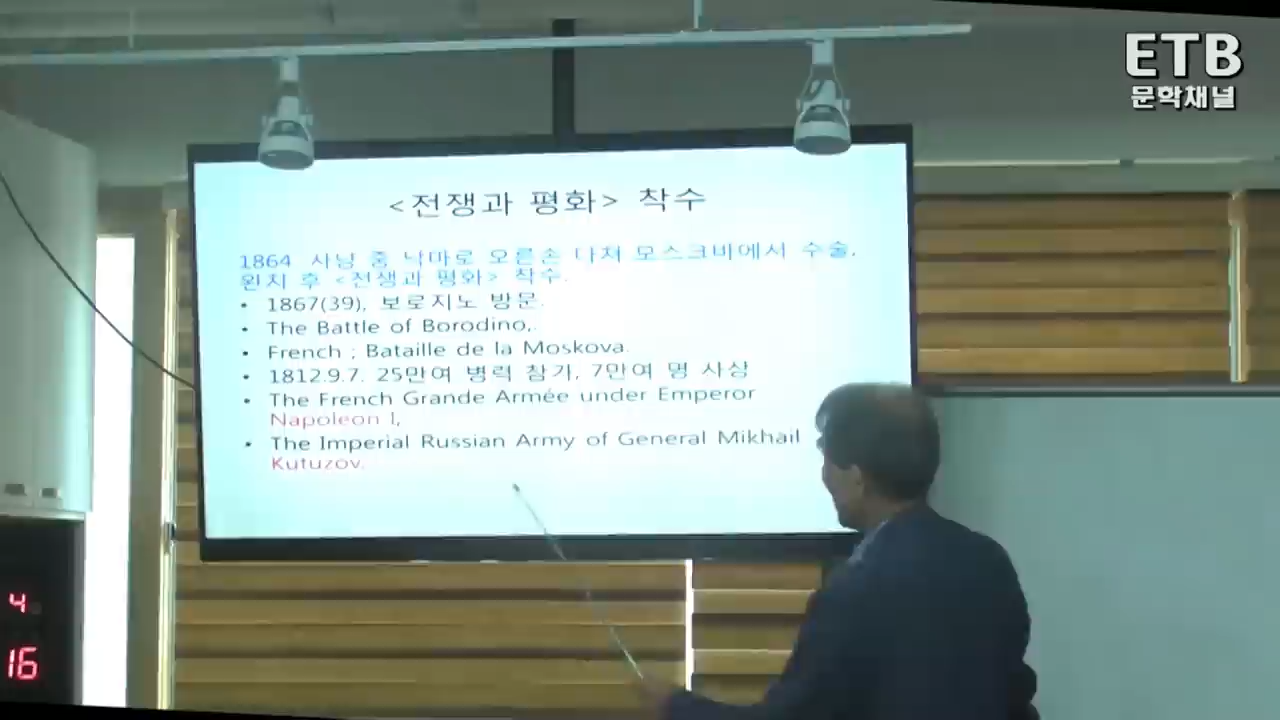 ETB
문학채널
<전쟁과 평화> 착수
1864 사냥 중 낙마로 오른손 다쳐 모스크바에서 수술.
완치 후 <전쟁과 평화> 착수.
• 1867(39), 보로지노 방문.
• The Battle of Borodino,.
• French ; Bataille de la Moskova.
• 1812.9.7. 25만여 병력 참가, 7만여 명 사상
• The French Grande Armée under Emperor
Napoleon I,
• The Imperial Russian Army of General Mikhail
Kutuzov.
4
16